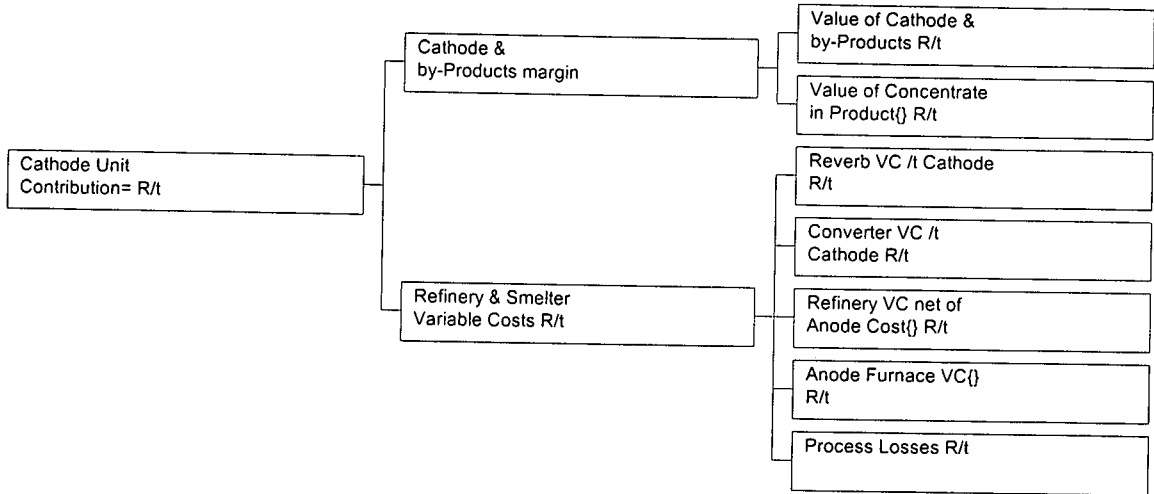 Value of Cathode &
by-Products R/t
Cathode &
by-Products margin
Value of Concentrate
in Product{} R/t
Cathode Unit
Contribution= R/t
Reverb VC /t Cathode
R/t
Converter VC /t
Cathode R/t
Refinery & Smelter
Variable Costs R/t
Refinery VC net of
Anode Cost{} R/t
Anode Furnace VC{}
R/t
Process Losses R/t